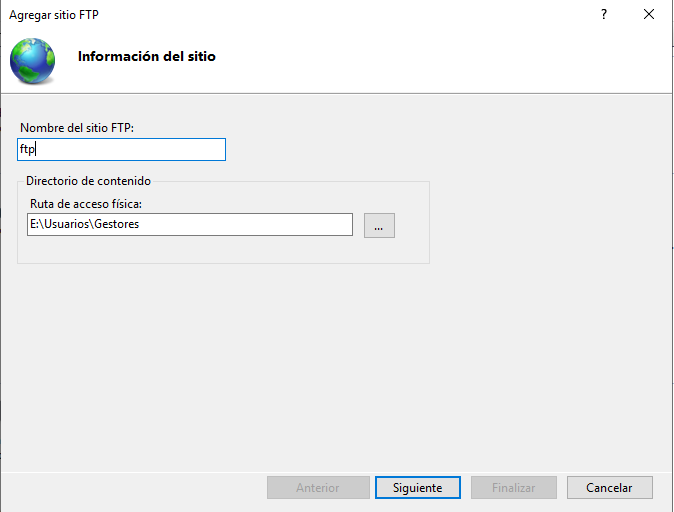 Agregar sitio FTP
?
Información del sitio
Nombre del sitio FTP:
ftp
Directorio de contenido
Ruta de acceso física:
E:\Usuarios\Gestores
...
Anterior
Siguiente
Finalizar
Cancelar